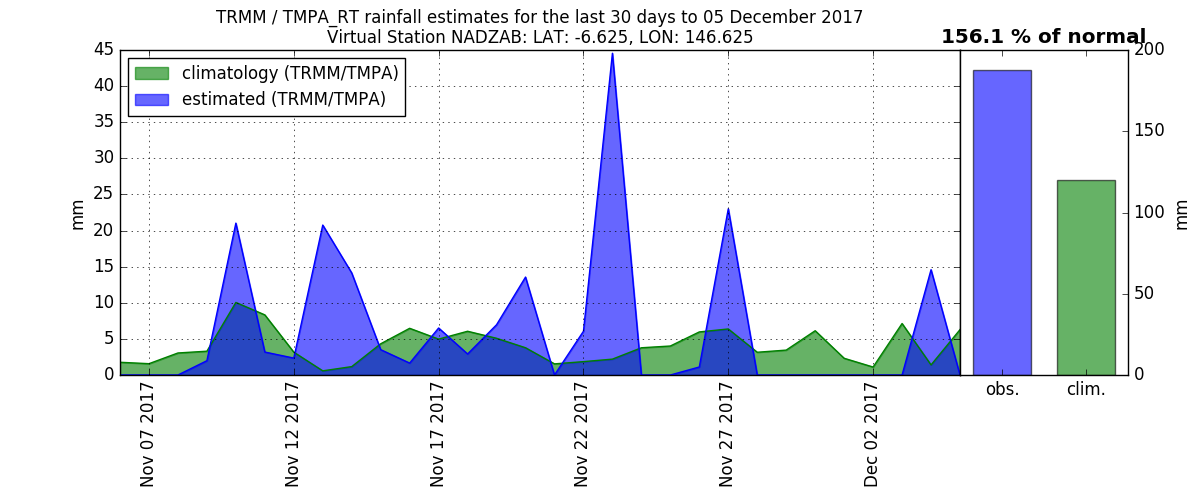 TRMM / TMPA_RT rainfall estimates for the last 30 days to 05 December 2017
Virtual Station NADZAB: LAT: -6.625, LON: 146.625
156.1 % of normal
climatology (TRMM/TMPA)
estimated (TRMM/TMPA)
45
40
35
30
25
20
15
10
5
0
mm
Nov 07 2017
Nov 12 2017
Nov 17 2017
Nov 22 2017
Nov 27 2017
Dec 02 2017
obs.
clim.
200
150
100
50
0
mm